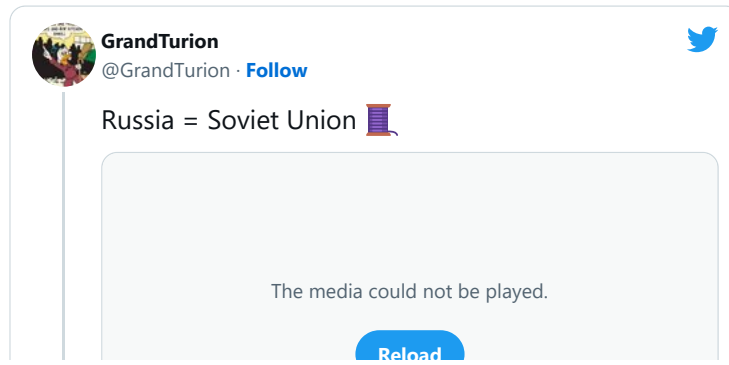 GrandTurion
@GrandTurion · Follow
Russia = Soviet Union 🧵
The media could not be played.
Reload